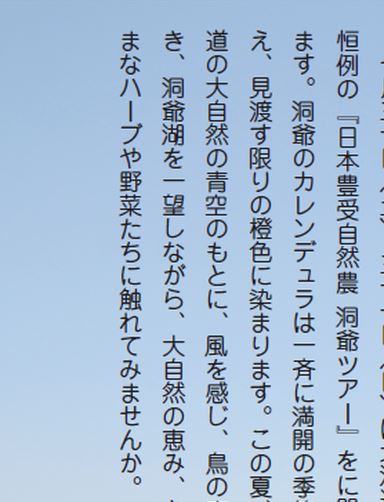 恒例の『日本豊受自然農 洞爺ツアー』をに
ます。洞爺のカレンデュラは一斉に満開の季
え、見渡す限りの橙色に染まります。この夏、
道の大自然の青空のもとに、風を感じ、鳥の
き、洞爺湖を一望しながら、大自然の恵み、
まなハーブや野菜たちに触れてみませんか。